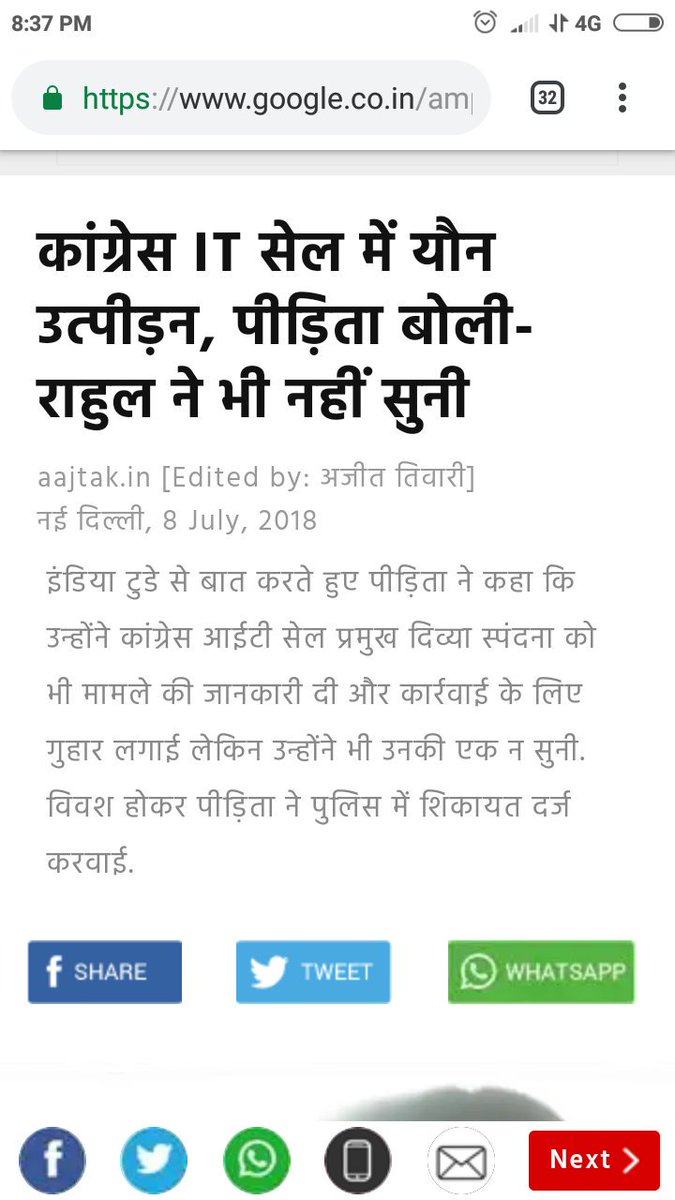 8:37 PM
4G
https://www.google.co.in/am
32
कांग्रेस IT सेल में यौन
उत्पीड़न, पीड़िता बोली-
राहुल ने भी नहीं सुनी
aajtak.in [Edited by: अजीत तिवारी]
नई दिल्ली, 8 July, 2018
इंडिया टुडे से बात करते हुए पीड़िता ने कहा कि
उन्होंने कांग्रेस आईटी सेल प्रमुख दिव्या स्पंदना को
भी मामले की जानकारी दी और कार्रवाई के लिए
गुहार लगाई लेकिन उन्होंने भी उनकी एक न सुनी.
विवश होकर पीड़िता ने पुलिस में शिकायत दर्ज
करवाई.
SHARE
TWEET
WHATSAPP
Next